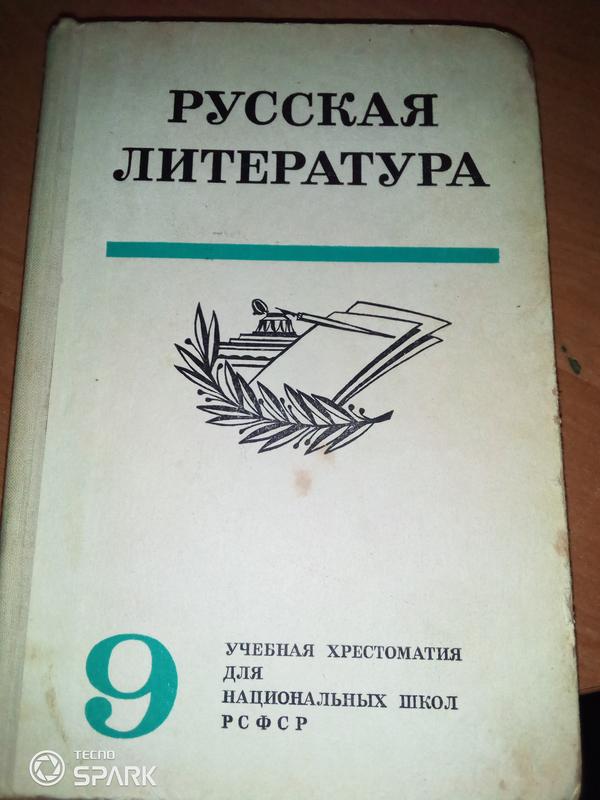 РУССКАЯ
ЛИТЕРАТУРА
9
УЧЕБНАЯ ХРЕСТОМАТИЯ
ДЛЯ
НАЦИОНАЛЬНЫХ ШКОЛ
РСФСР
TECNO
SPARK